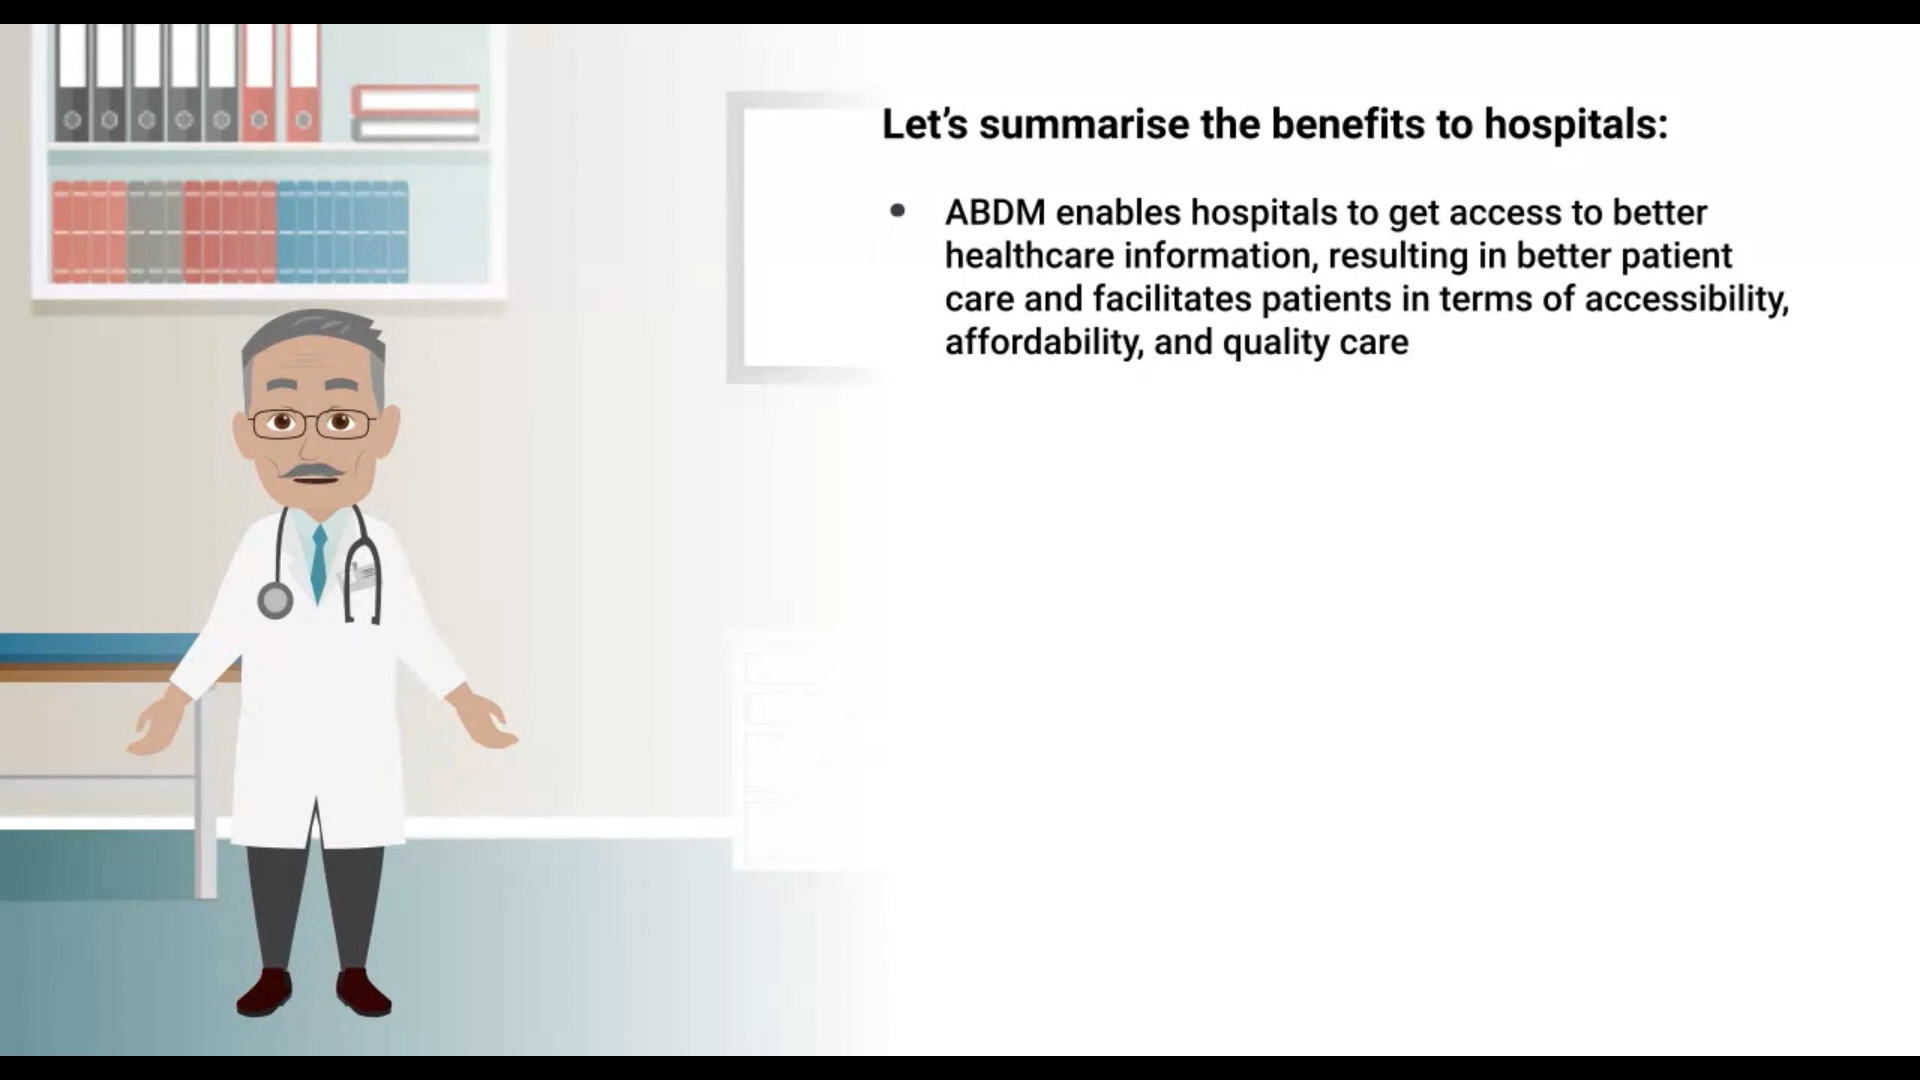 Let’s summarise the benefits to hospitals:
• ABDM enables hospitals to get access to better
healthcare information, resulting in better patient
care and facilitates patients in terms of accessibility,
affordability, and quality care